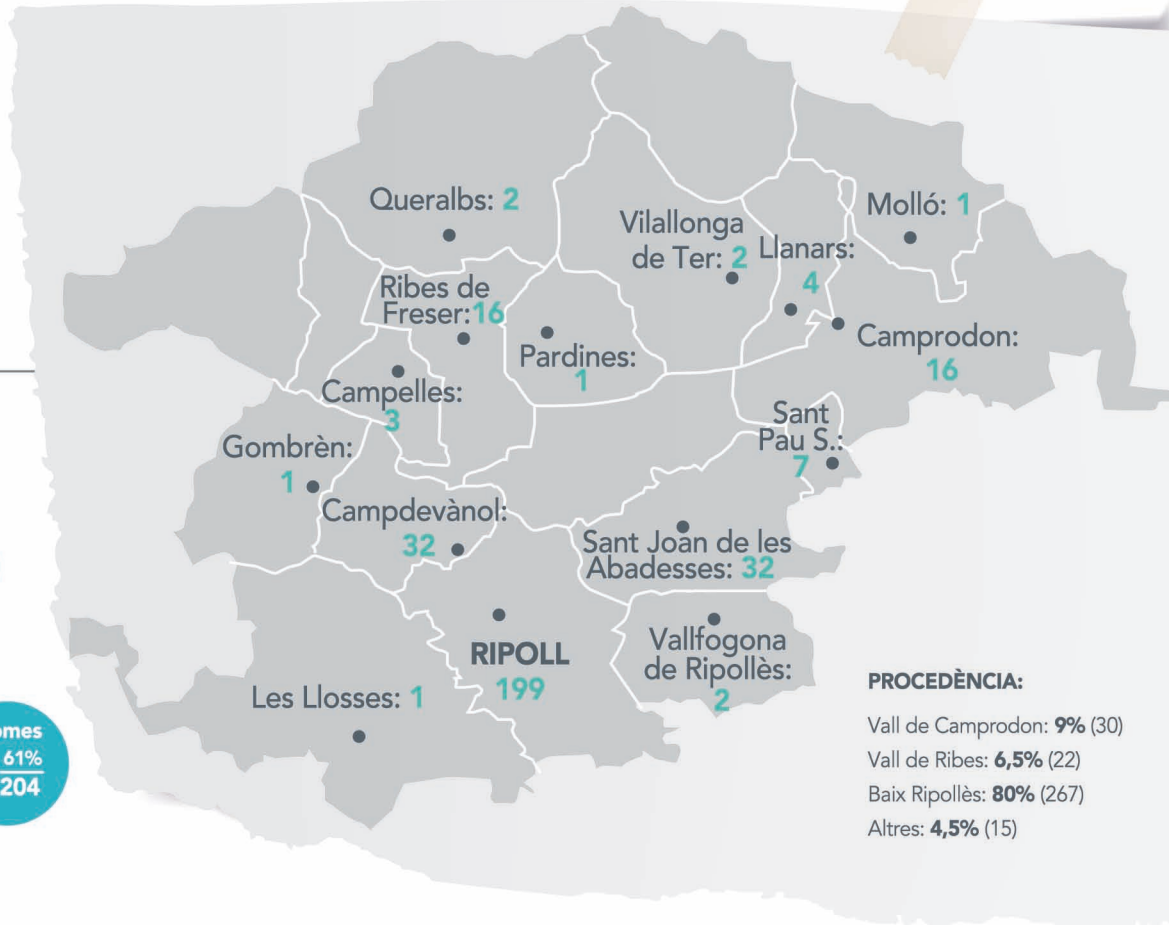 Queralbs: 2
Vilallonga
de Ter: 2
Llanars:
4
Molló: 1
Ribes de
Freser:16
Pardines:
1
Camprodon:
16
Campelles:
3
Sant
Pau S.:
7
Gombrèn:
1
Campdevànol:
32
Sant Joan de les
Abadesses: 32
RIPOLL
199
Vallfogona
de Ripollès:
2
Les Llosses: 1
61%
204
PROCEDÈNCIA:
Vall de Camprodon: 9% (30)
Vall de Ribes: 6,5% (22)
Baix Ripollès: 80% (267)
Altres: 4,5% (15)